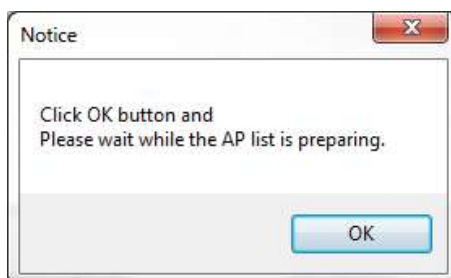 Notice
Click OK button and
Please wait while the AP list is preparing.
OK